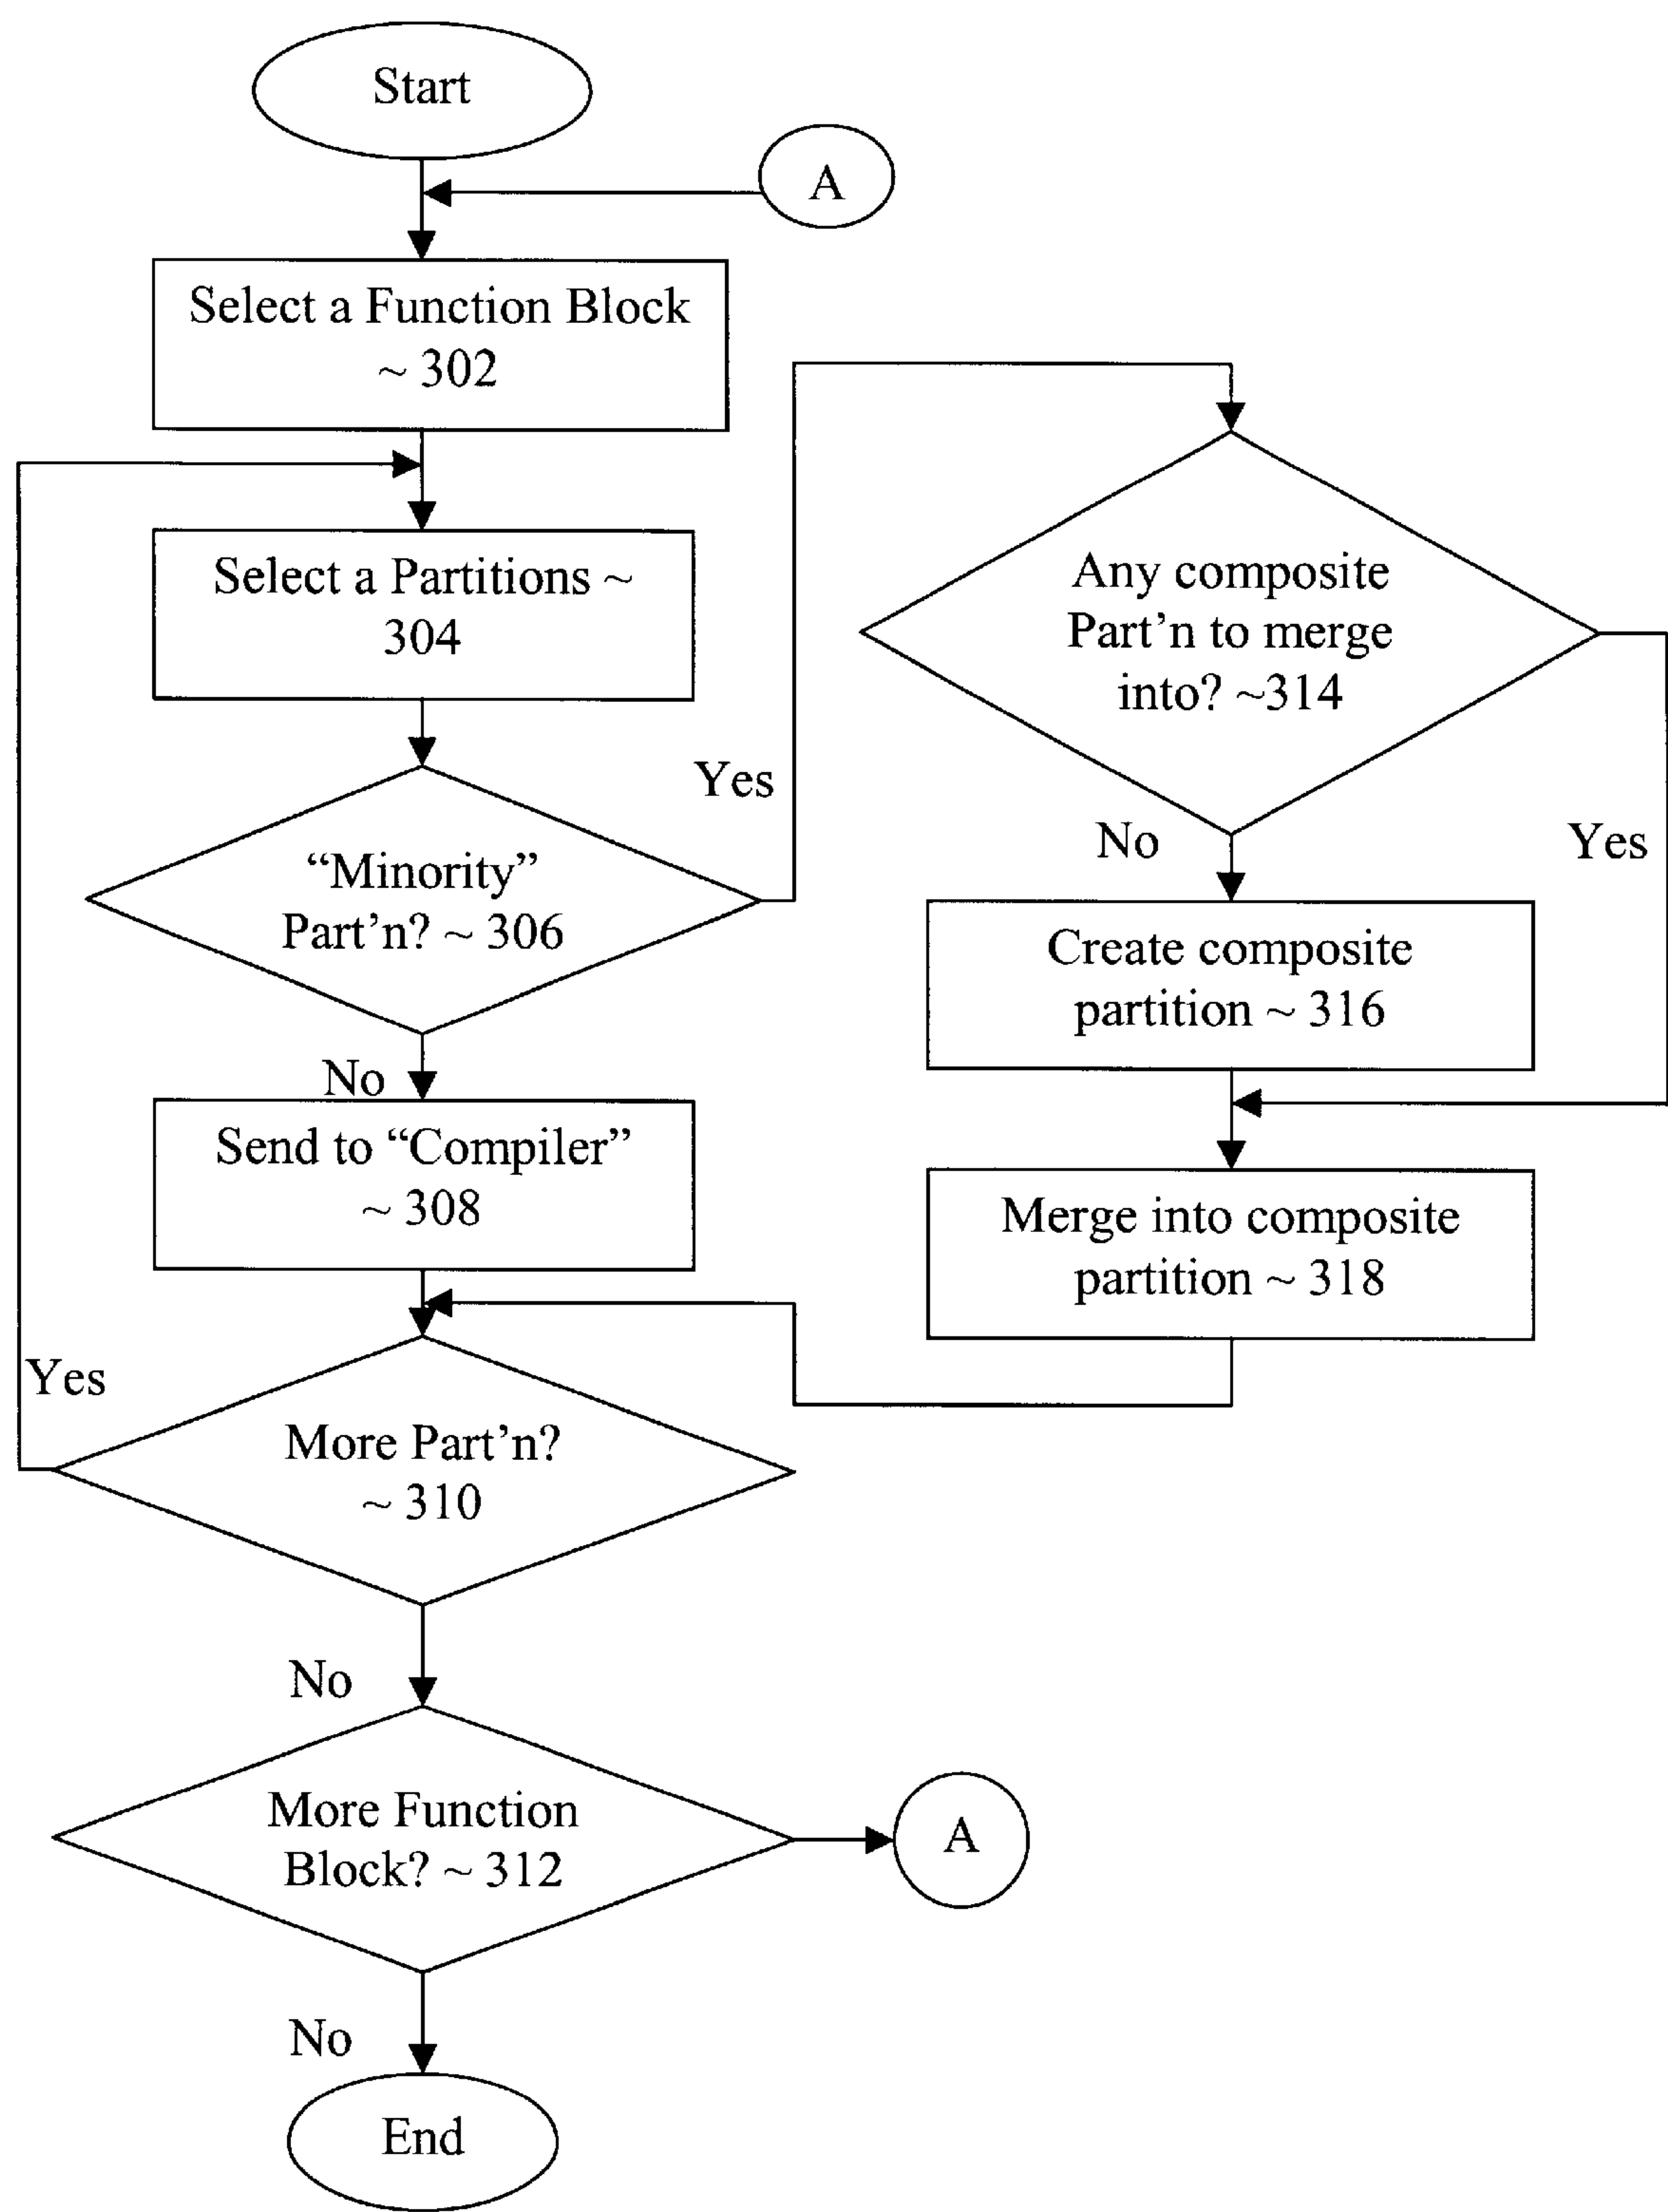 Start
A
Select a Function Block
~ 302
Select a Partitions ~
304
Yes
“Minority”
Part’n? ~ 306
No
Send to “Compiler”
~ 308
Yes
More Part’n?
~ 310
No
More Function
Block? ~ 312
A
No
End
Any composite
Part’n to merge
into? ~314
No
Yes
Create composite
partition ~ 316
Merge into composite
partition ~ 318